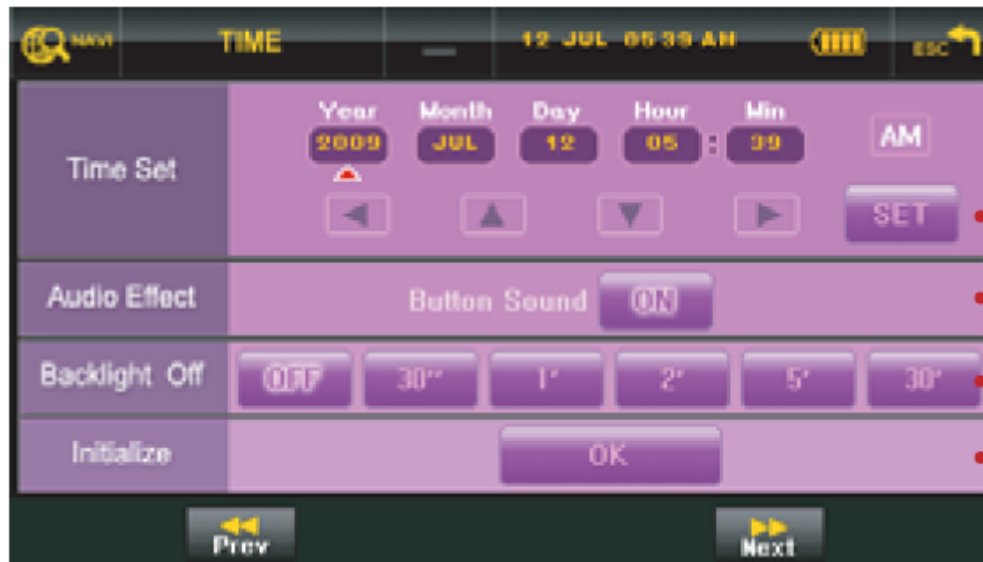 NAVI TIME 12 JUL 05:39 AM ESC
Year Month Day Hour Min
2009 JUL 12 05 : 39 AM
Time Set
SET
Audio Effect Button Sound ON
Backlight Off OFF 30" 1' 2' 5' 30'
Initialize OK
Prev Next